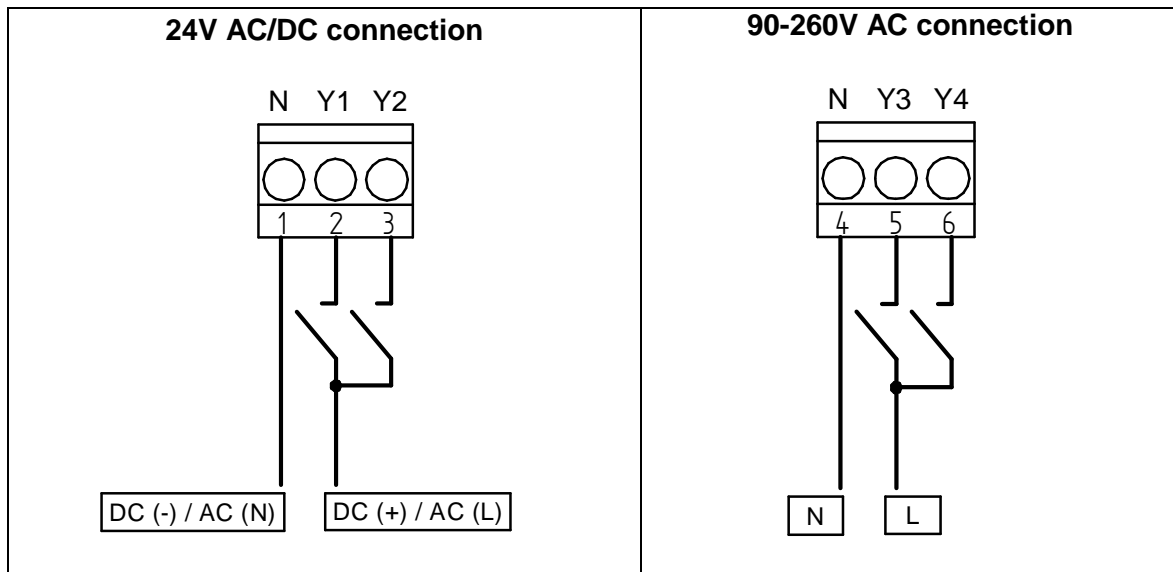 24V AC/DC connection
N Y1 Y2
1 2 3
DC (-) / AC (N) DC (+) / AC (L)
90-260V AC connection
N Y3 Y4
4 5 6
N L